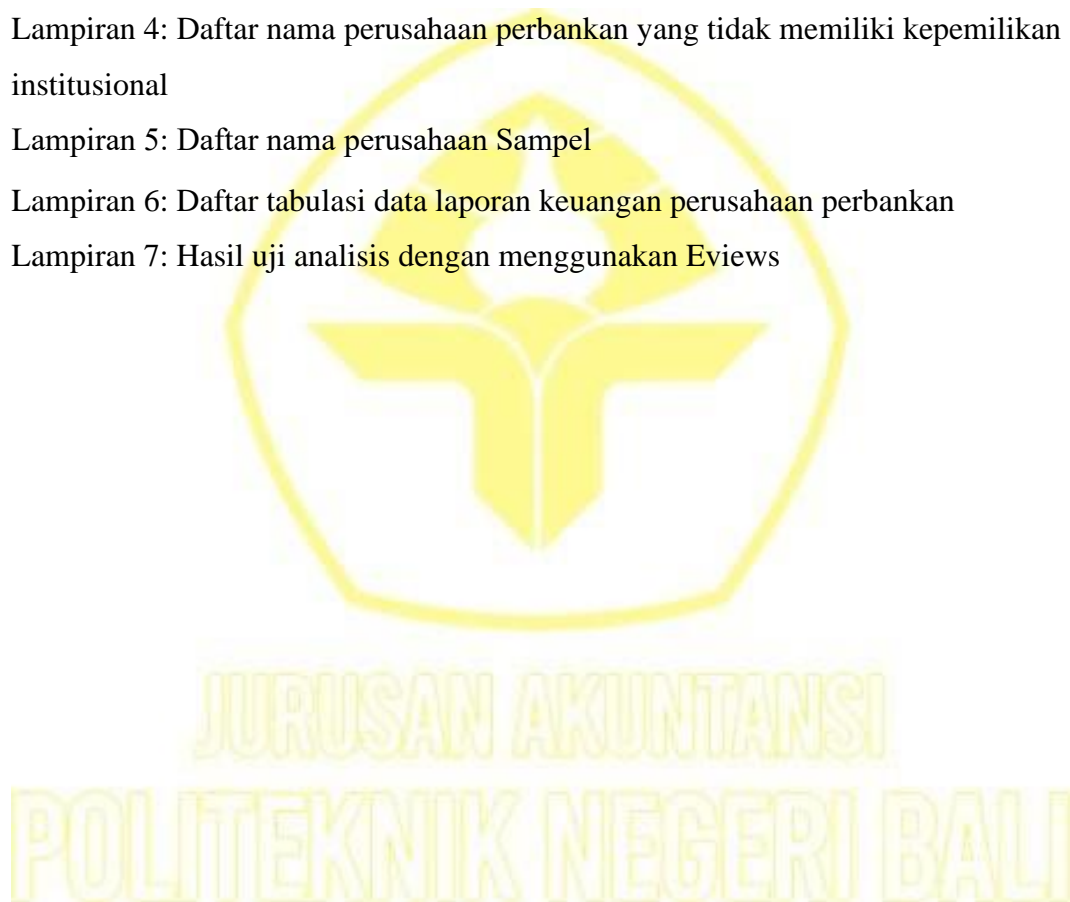 Lampiran 4: Daftar nama perusahaan perbankan yang tidak memiliki kepemilikan
institusional
Lampiran 5: Daftar nama perusahaan Sampel
Lampiran 6: Daftar tabulasi data laporan keuangan perusahaan perbankan
Lampiran 7: Hasil uji analisis dengan menggunakan Eviews
JURUSAN AKUNTANSI
POLITEKNIK NEGERI BALI